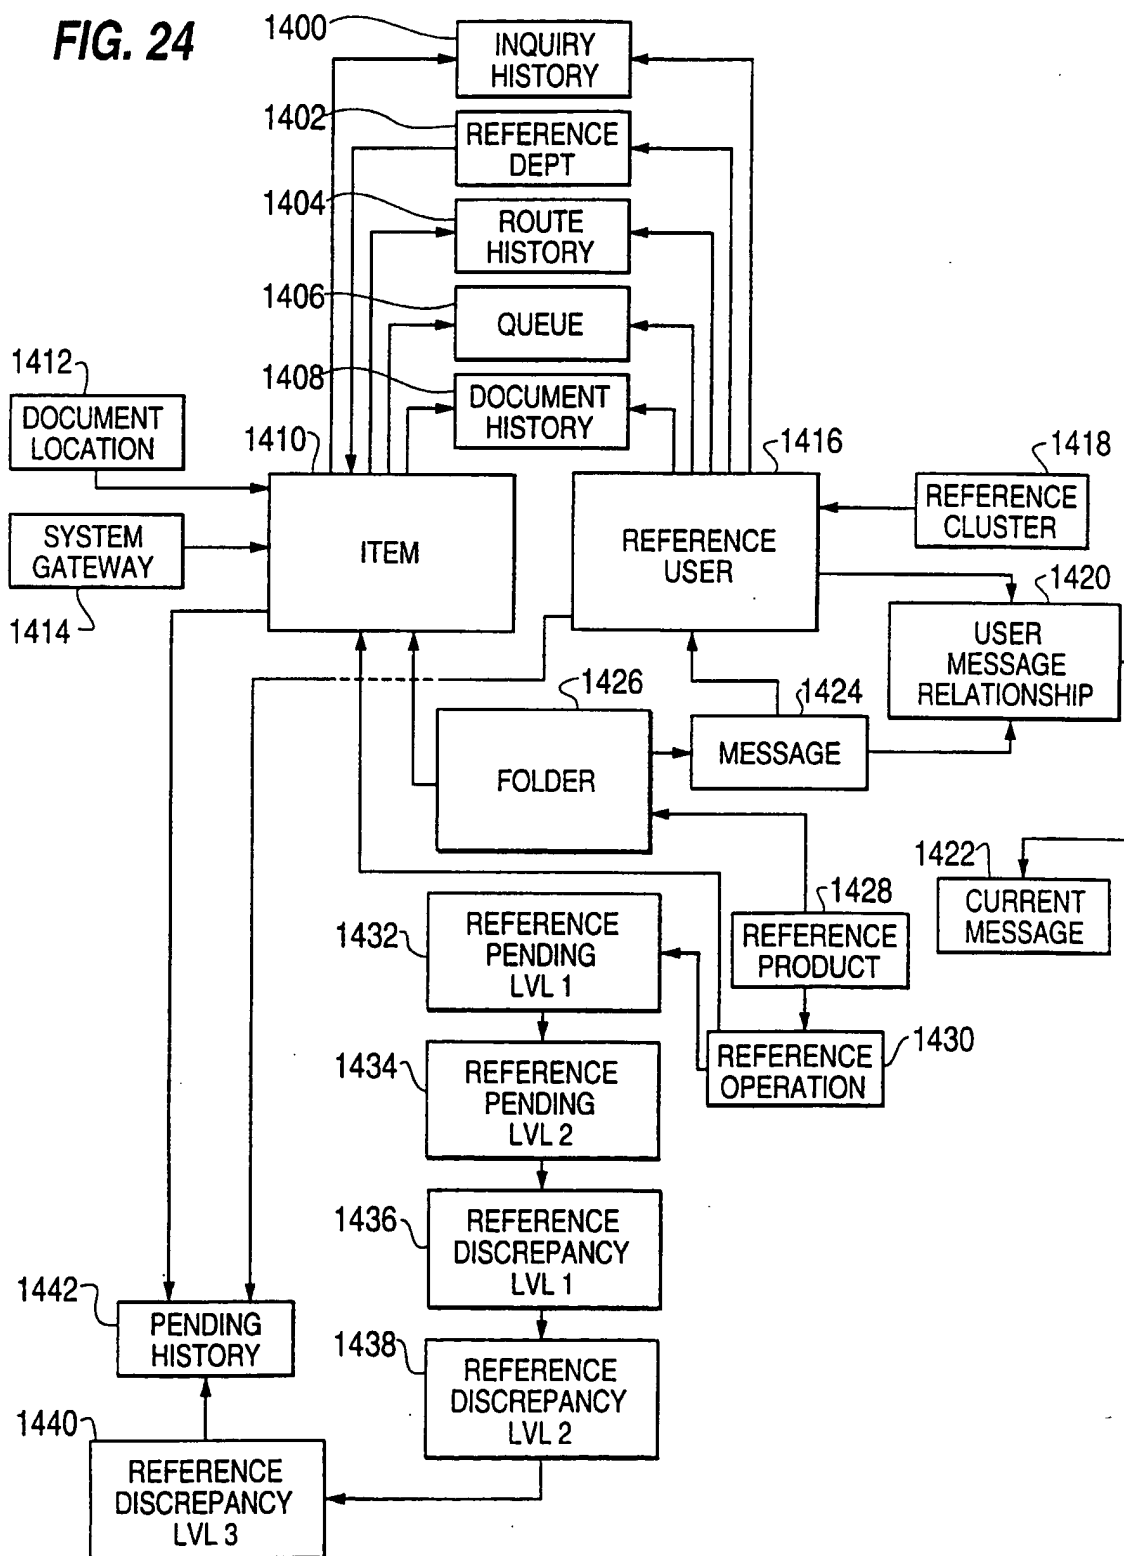 FIG. 24
1400
INQUIRY
HISTORY
1402
REFERENCE
DEPT
1404
ROUTE
HISTORY
1406
QUEUE
1408
DOCUMENT
HISTORY
1412
DOCUMENT
LOCATION
1410
ITEM
1416
REFERENCE
USER
1418
REFERENCE
CLUSTER
SYSTEM
GATEWAY
1414
1420
USER
MESSAGE
RELATIONSHIP
1426
FOLDER
1424
MESSAGE
1422
CURRENT
MESSAGE
1428
REFERENCE
PRODUCT
1432
REFERENCE
PENDING
LVL 1
1430
REFERENCE
OPERATION
1434
REFERENCE
PENDING
LVL 2
1436
REFERENCE
DISCREPANCY
LVL 1
1442
PENDING
HISTORY
1438
REFERENCE
DISCREPANCY
LVL 2
1440
REFERENCE
DISCREPANCY
LVL 3